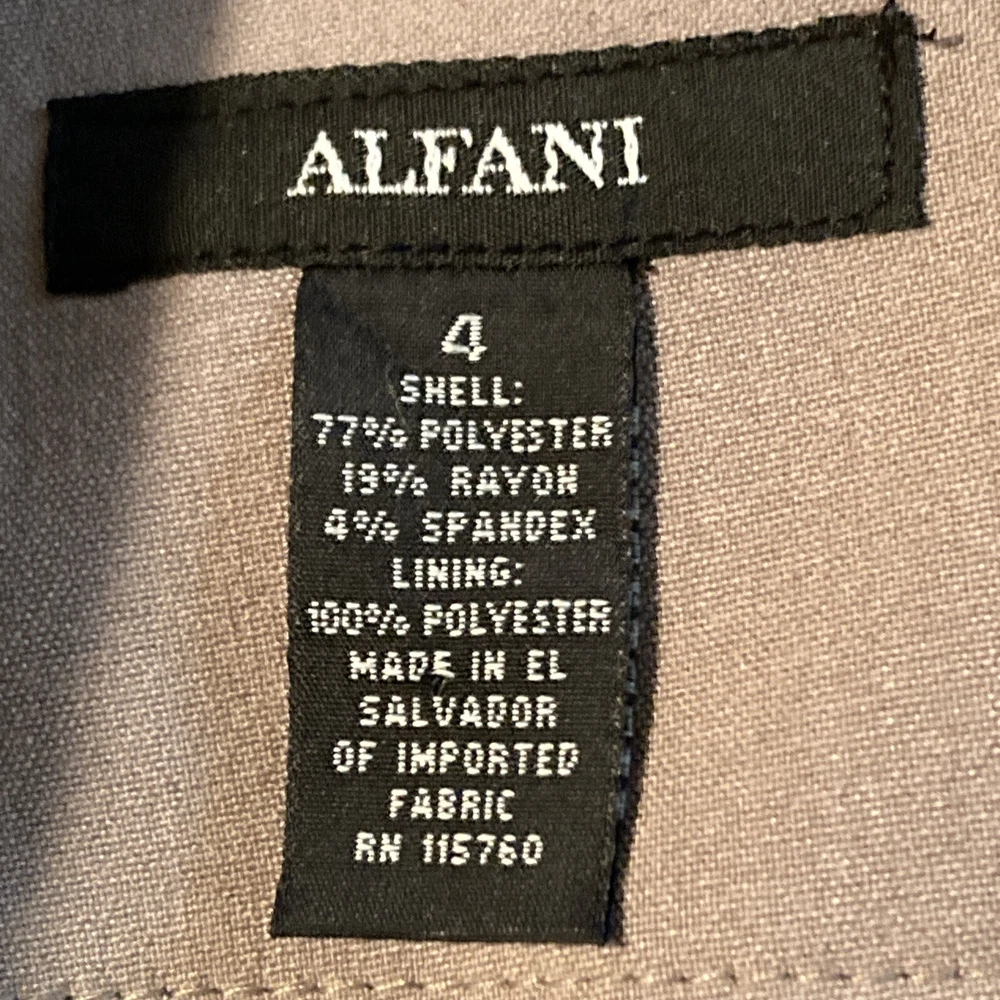 ALFANI
4
SHELL:
77% POLYESTER
19% RAYON
4% SPANDEX
LINING:
100% POLYESTER
MADE IN EL
SALVADOR
OF IMPORTED
FABRIC
RN 115760